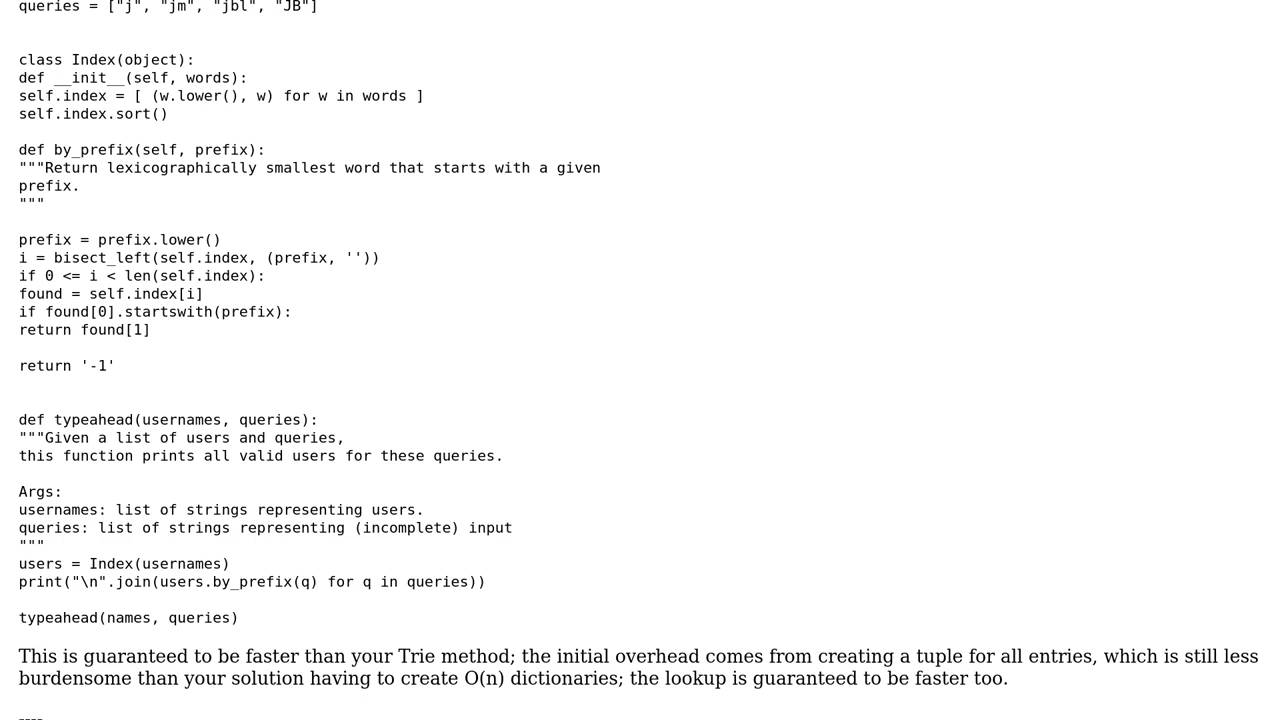 queries = ["j", "jm", "jbl", "JB"]
class Index(object):
def __init__(self, words):
self.index = [ (w.lower(), w) for w in words ]
self.index.sort()
def by_prefix(self, prefix):
"""Return lexicographically smallest word that starts with a given
prefix.
"""
prefix = prefix.lower()
i = bisect_left(self.index, (prefix, ''))
if 0 <= i < len(self.index):
found = self.index[i]
if found[0].startswith(prefix):
return found[1]
return '-1'
def typeahead(usernames, queries):
"""Given a list of users and queries,
this function prints all valid users for these queries.
Args:
usernames: list of strings representing users.
queries: list of strings representing (incomplete) input
"""
users = Index(usernames)
print("\n".join(users.by_prefix(q) for q in queries))
typeahead(names, queries)
This is guaranteed to be faster than your Trie method; the initial overhead comes from creating a tuple for all entries, which is still less
burdensome than your solution having to create O(n) dictionaries; the lookup is guaranteed to be faster too.